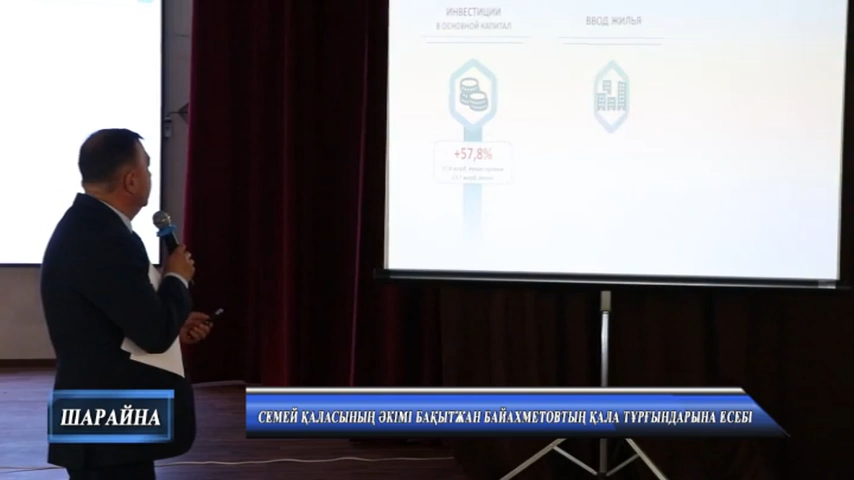 ИНВЕСТИЦИИ
В ОСНОВНОЙ КАПИТАЛ
ВВОД ЖИЛЬЯ
+57,8%
ШАРАЙНА
СЕМЕЙ ҚАЛАСЫНЫҢ ӘКІМІ БАҚЫТЖАН БАЙАХМЕТОВТЫҢ ҚАЛА ТҰРҒЫНДАРЫНА ЕСЕБІ